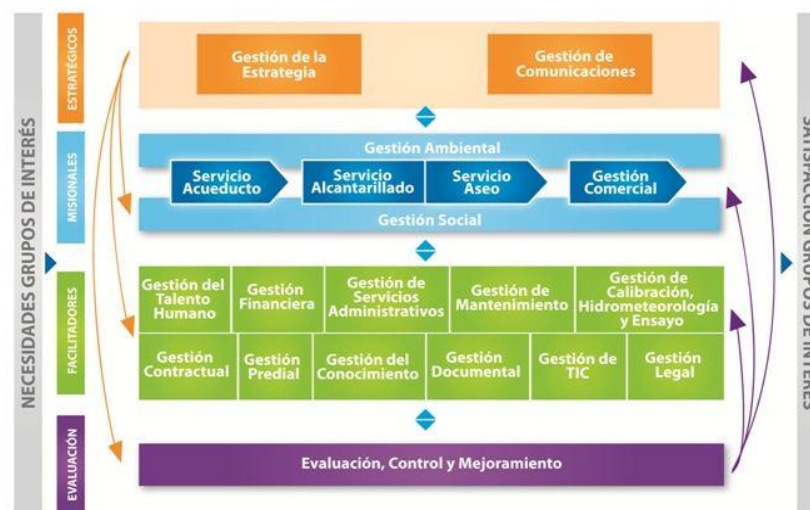 NECESIDADES GRUPOS DE INTERÉS
ESTRATÉGICOS
Gestión de la
Estrategia
Gestión de
Comunicaciones
MISIONALES
Gestión Ambiental
Servicio
Acueducto
Servicio
Alcantarillado
Servicio
Aseo
Gestión
Comercial
Gestión Social
FACILITADORES
Gestión del
Talento
Humano
Gestión
Financiera
Gestión de
Servicios
Administrativos
Gestión de
Mantenimiento
Gestión de
Calibración,
Hidrometeorología
y Ensayo
Gestión
Contractual
Gestión
Predial
Gestión del
Conocimiento
Gestión
Documental
Gestión de
TIC
Gestión
Legal
EVALUACIÓN
Evaluación, Control y Mejoramiento
SATISFACCIÓN GRUPOS DE INTERÉS